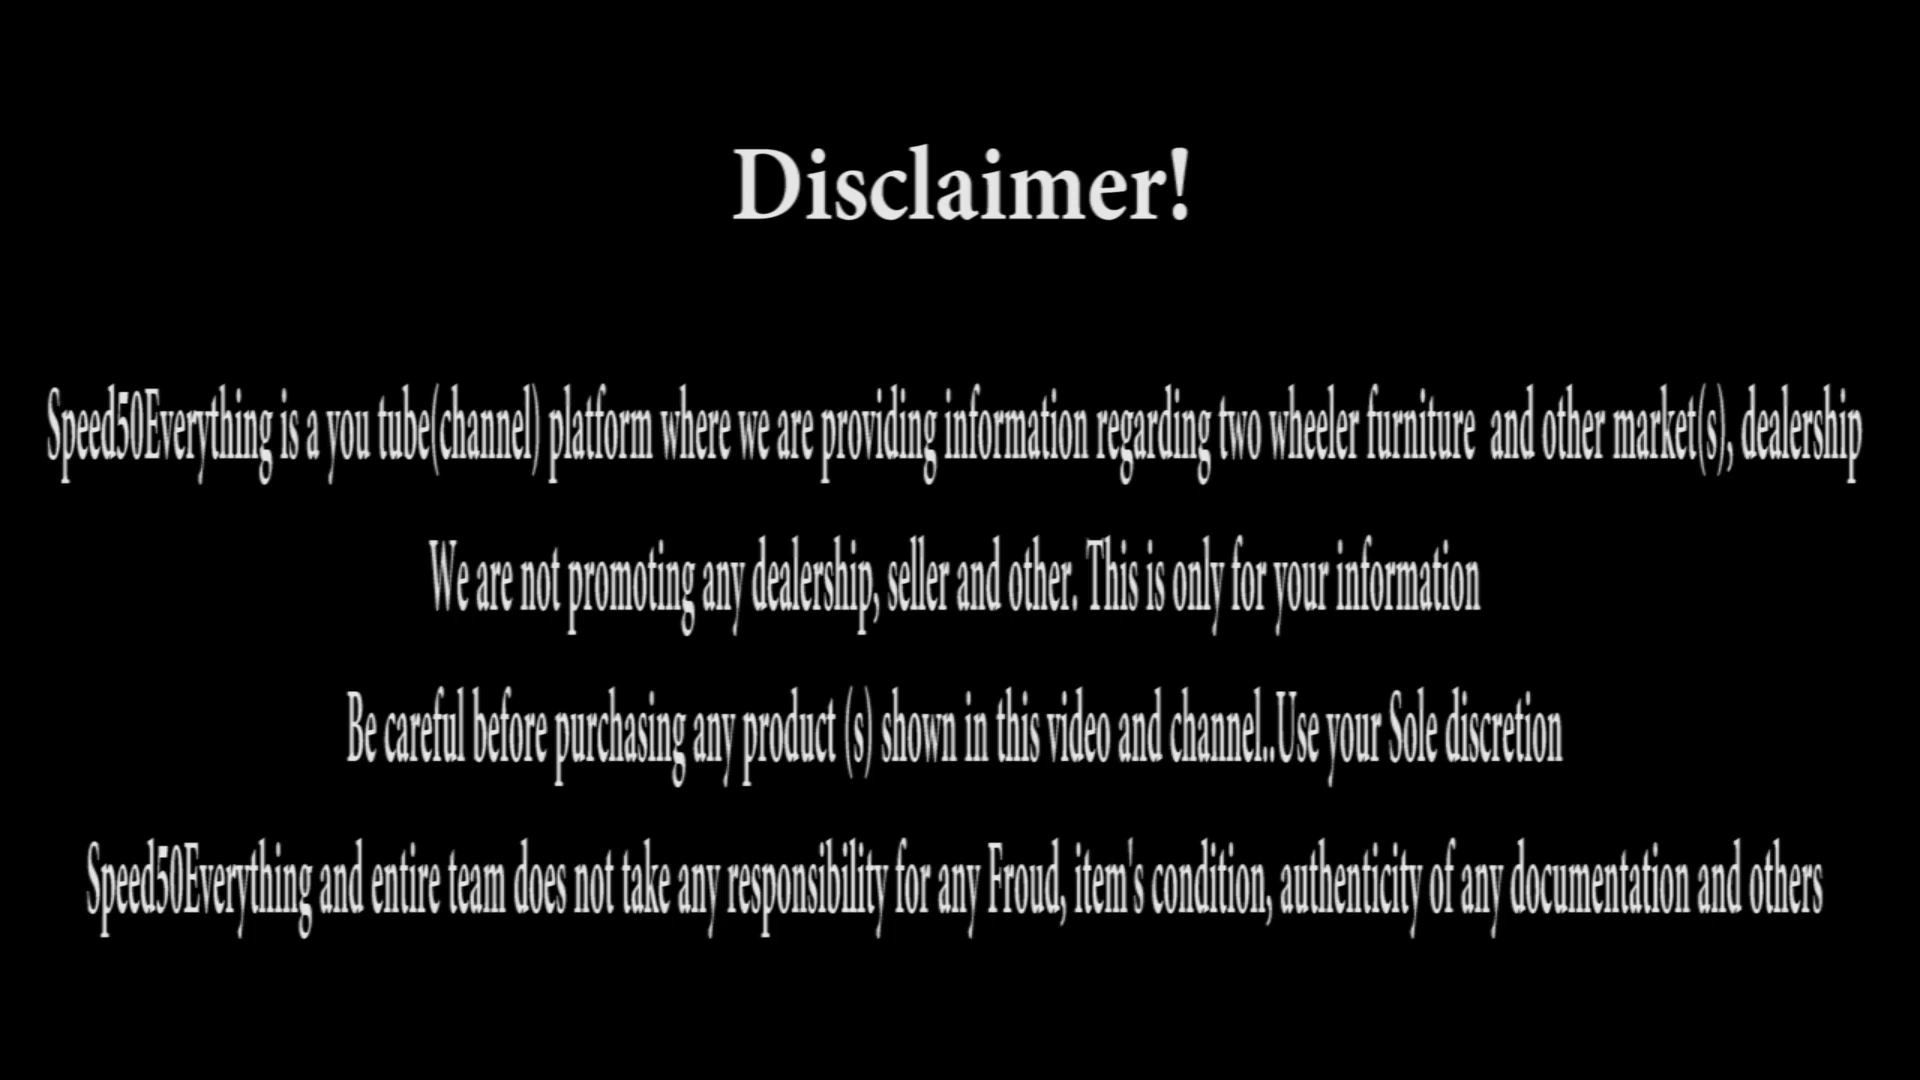 Disclaimer!
Speed50Everything is a you tube(channel) platform where we are providing information regarding two wheeler furniture  and other market(s), dealership
We are not promoting any dealership, seller and other. This is only for your information
Be careful before purchasing any product (s) shown in this video and channel..Use your Sole discretion
Speed50Everything and entire team does not take any responsibility for any Froud, item's condition, authenticity of any documentation and others